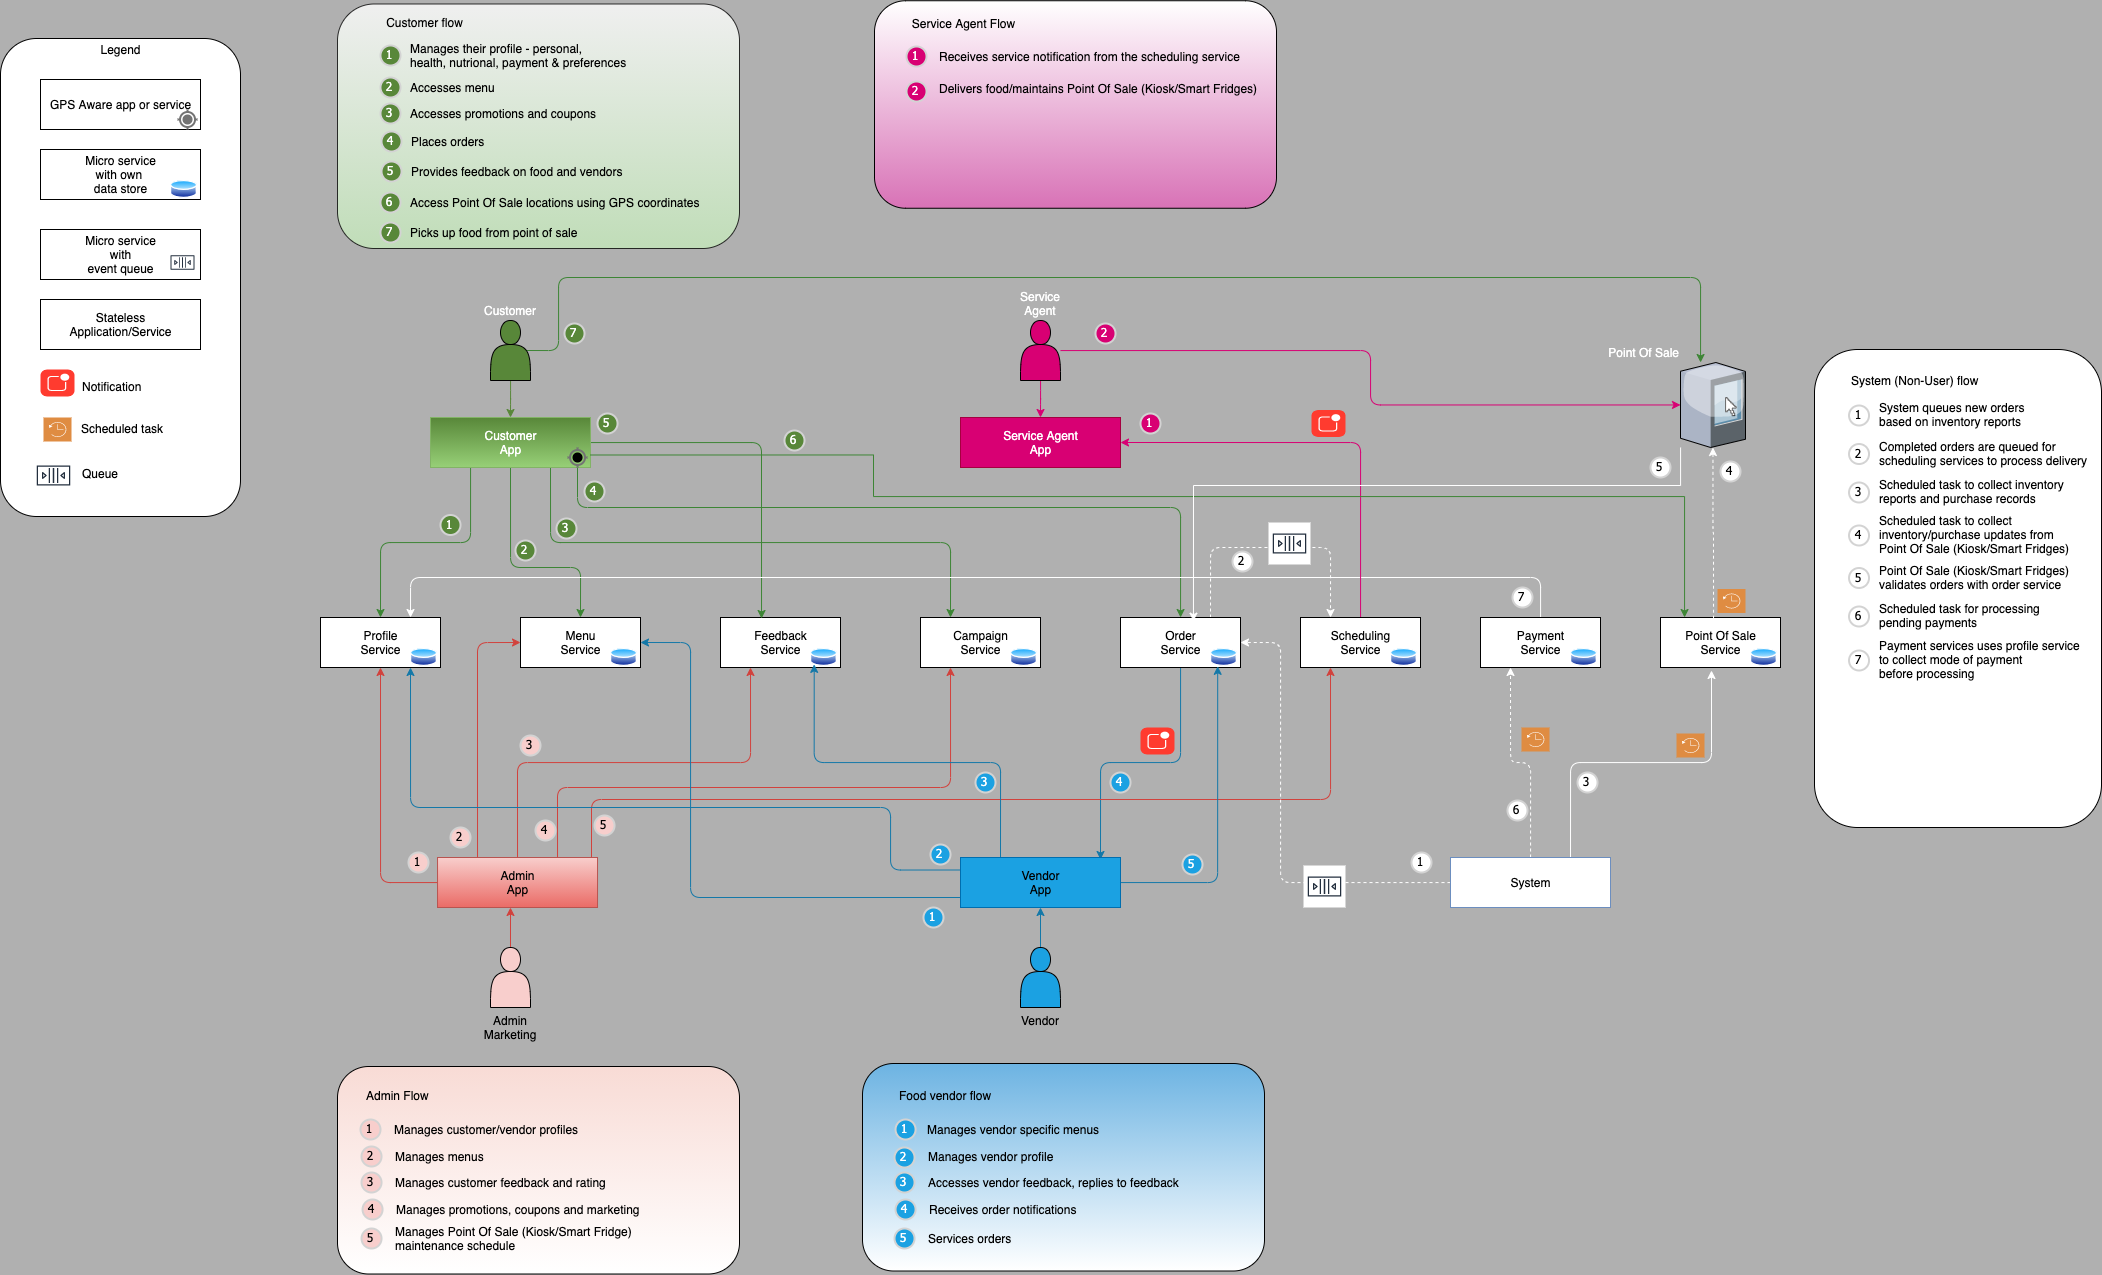 Legend
GPS Aware app or service
Micro service
with own
data store
Micro service
with
event queue
Stateless
Application/Service
Notification
Scheduled task
Queue
Customer flow
1 Manages their profile - personal,
health, nutrional, payment & preferences
2 Accesses menu
3 Accesses promotions and coupons
4 Places orders
5 Provides feedback on food and vendors
6 Access Point Of Sale locations using GPS coordinates
7 Picks up food from point of sale
Service Agent Flow
1 Receives service notification from the scheduling service
2 Delivers food/maintains Point Of Sale (Kiosk/Smart Fridges)
Customer
7
Service
Agent
2
Point Of Sale
Customer
App
5
6
4
1
2
3
Service Agent
App
1
5
4
2
7
Profile
Service
Menu
Service
Feedback
Service
Campaign
Service
Order
Service
Scheduling
Service
Payment
Service
Point Of Sale
Service
3
2
4
5
1
3
4
2
5
1
6
3
1
Admin
App
Vendor
App
System
Admin
Marketing
Vendor
System (Non-User) flow
1 System queues new orders
based on inventory reports
2 Completed orders are queued for
scheduling services to process delivery
3 Scheduled task to collect inventory
reports and purchase records
4 Scheduled task to collect
inventory/purchase updates from
Point Of Sale (Kiosk/Smart Fridges)
5 Point Of Sale (Kiosk/Smart Fridges)
validates orders with order service
6 Scheduled task for processing
pending payments
7 Payment services uses profile service
to collect mode of payment
before processing
Admin Flow
1 Manages customer/vendor profiles
2 Manages menus
3 Manages customer feedback and rating
4 Manages promotions, coupons and marketing
5 Manages Point Of Sale (Kiosk/Smart Fridge)
maintenance schedule
Food vendor flow
1 Manages vendor specific menus
2 Manages vendor profile
3 Accesses vendor feedback, replies to feedback
4 Receives order notifications
5 Services orders